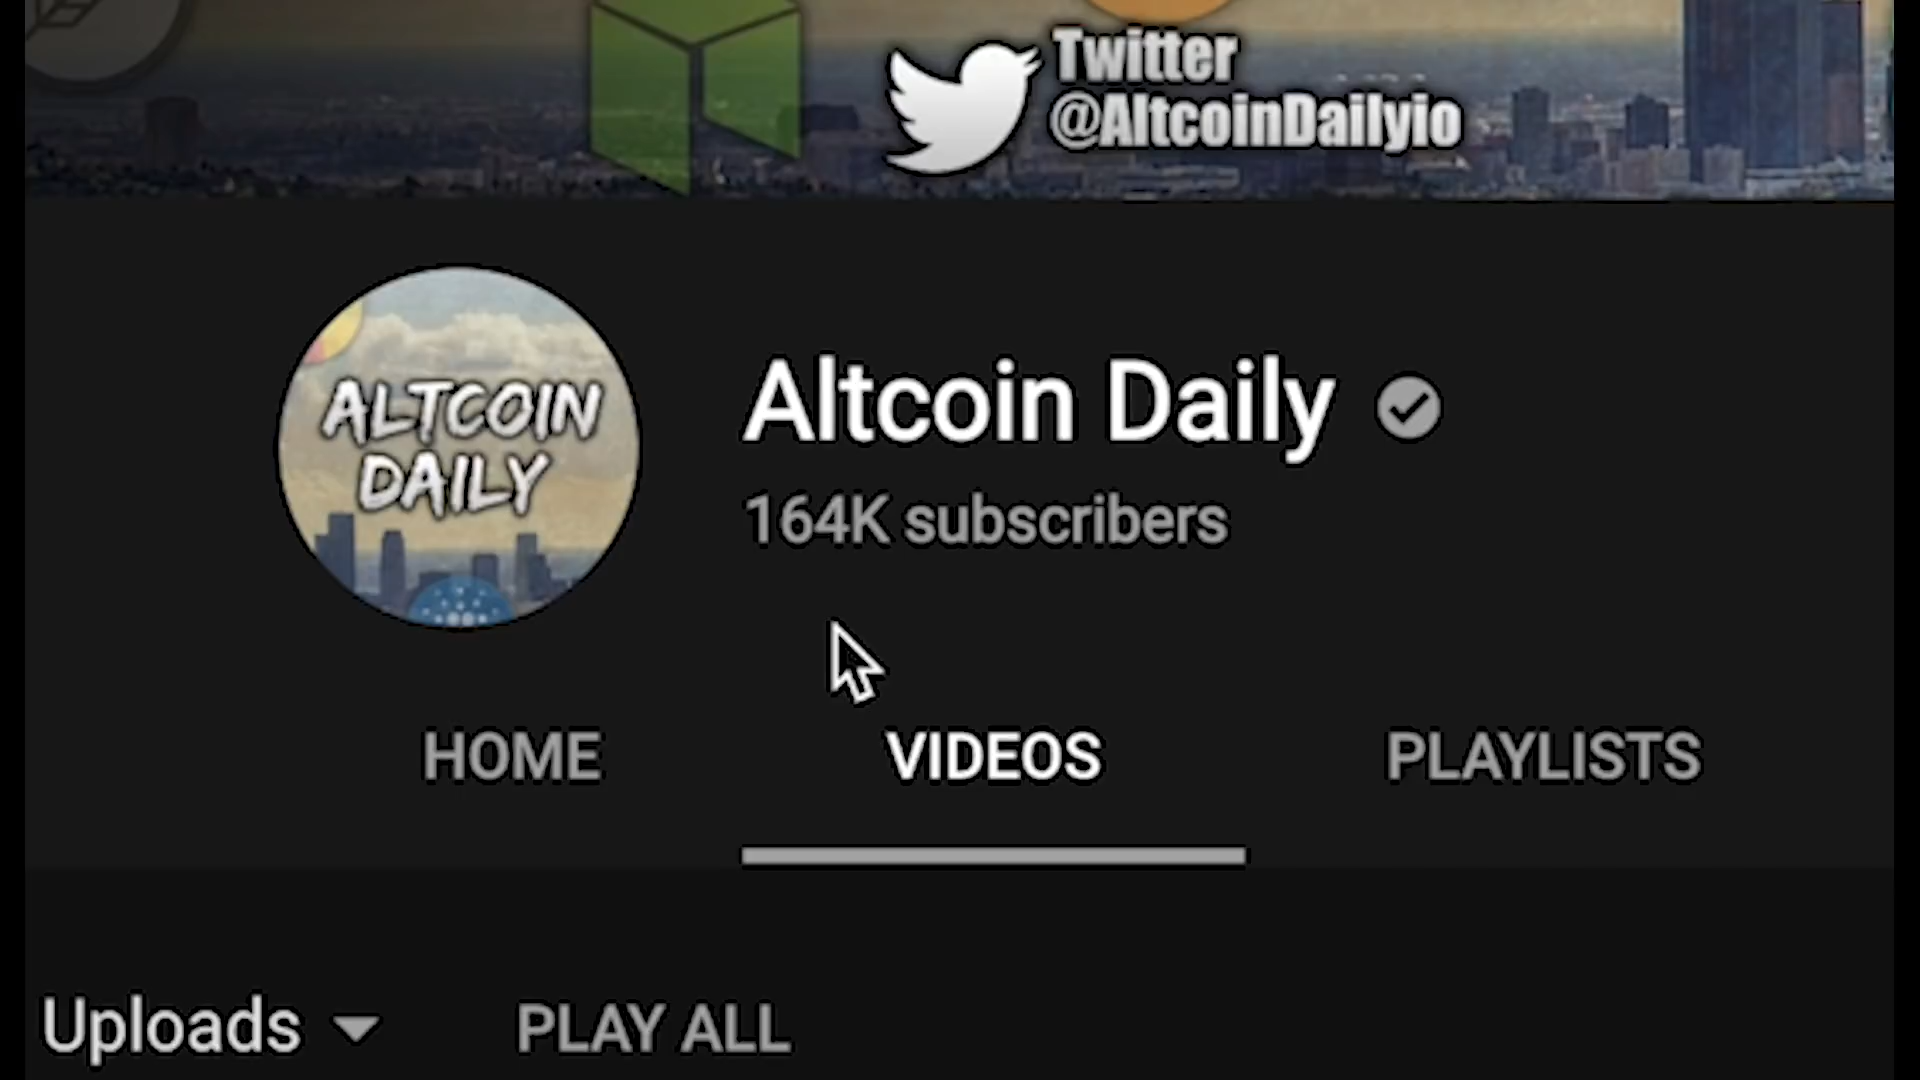 Twitter
@AltcoinDailyio
ALTCOIN
DAILY
Altcoin Daily
164K subscribers
HOME
VIDEOS
PLAYLISTS
Uploads
PLAY ALL